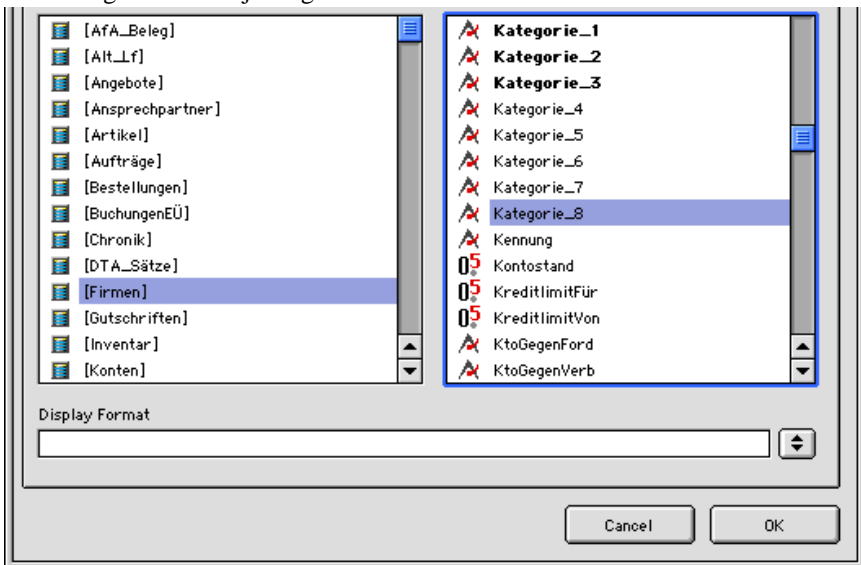 [AfA_Beleg]
[Alt_Lf]
[Angebote]
[Ansprechpartner]
[Artikel]
[Aufträge]
[Bestellungen]
[BuchungenEÜ]
[Chronik]
[DTA_Sätze]
[Firmen]
[Gutschriften]
[Inventar]
[Konten]
Kategorie_1
Kategorie_2
Kategorie_3
Kategorie_4
Kategorie_5
Kategorie_6
Kategorie_7
Kategorie_8
Kennung
Kontostand
KreditlimitFür
KreditlimitVon
KtoGegenFord
KtoGegenVerb
Display Format
Cancel
OK